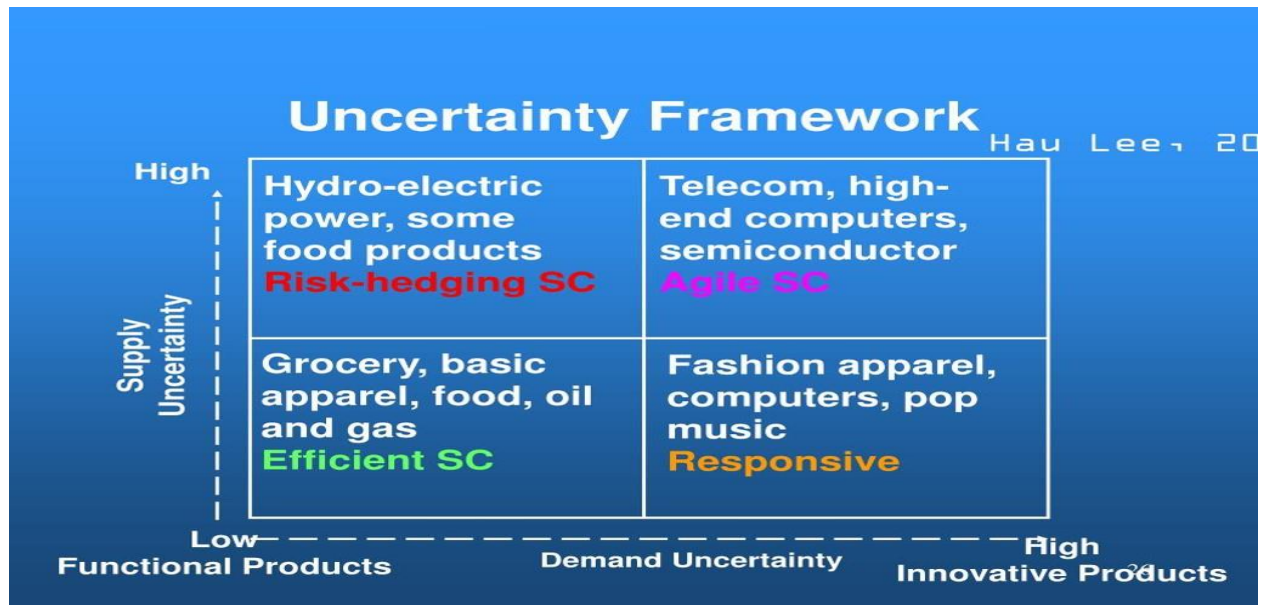 Uncertainty Framework
Hau Lee, 20
High
Hydro-electric
power, some
food products
Risk-hedging SC
Telecom, high-
end computers,
semiconductor
Agile SC
Supply
Uncertainty
Grocery, basic
apparel, food, oil
and gas
Efficient SC
Fashion apparel,
computers, pop
music
Responsive
Low
Functional Products
Demand Uncertainty
High
Innovative Products